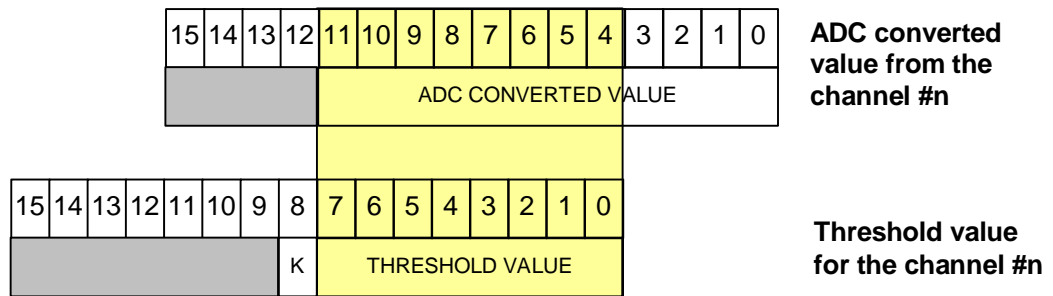 15 14 13 12 11 10 9 8 7 6 5 4 3 2 1 0
ADC converted
value from the
channel #n
ADC CONVERTED VALUE
15 14 13 12 11 10 9 8 7 6 5 4 3 2 1 0
K THRESHOLD VALUE
Threshold value
for the channel #n